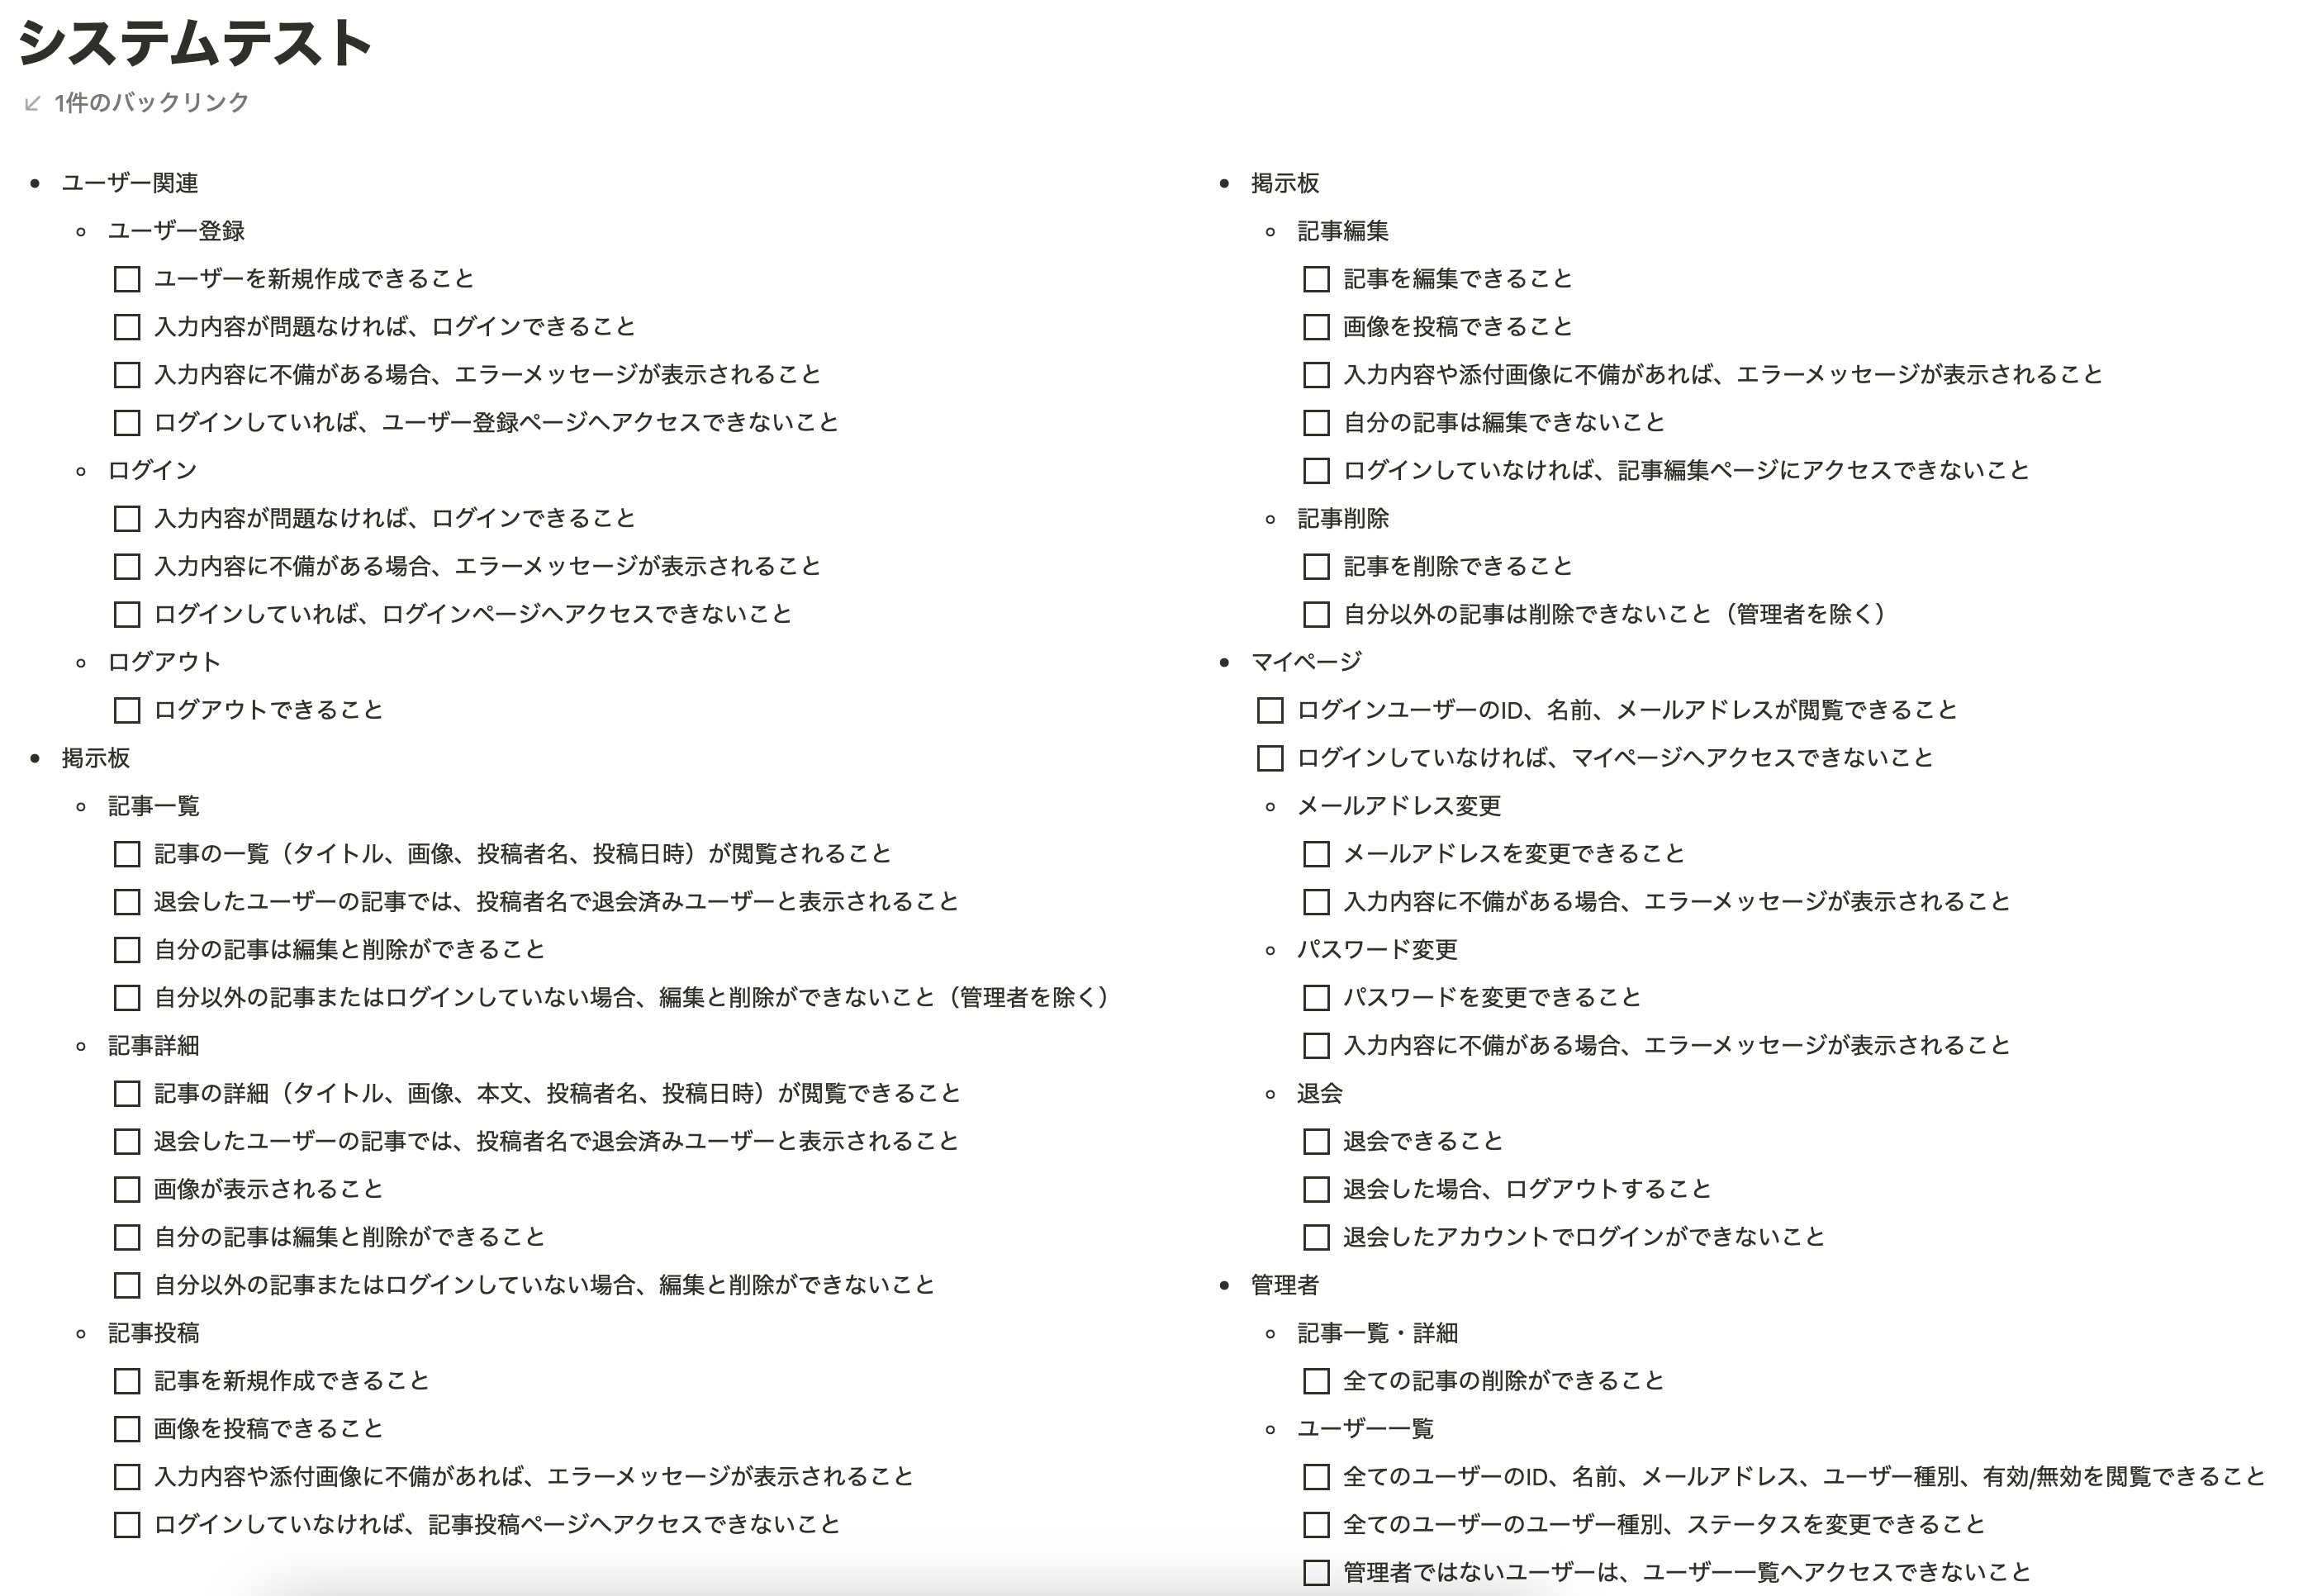 システムテスト
1件のバックリンク
ユーザー関連
ユーザー登録
ユーザーを新規作成できること
入力内容が問題なければ、ログインできること
入力内容に不備がある場合、エラーメッセージが表示されること
ログインしていれば、ユーザー登録ページへアクセスできないこと
ログイン
入力内容が問題なければ、ログインできること
入力内容に不備がある場合、エラーメッセージが表示されること
ログインしていれば、ログインページへアクセスできないこと
ログアウト
ログアウトできること
掲示板
記事一覧
記事の一覧（タイトル、画像、投稿者名、投稿日時）が閲覧されること
退会したユーザーの記事では、投稿者名で退会済みユーザーと表示されること
自分の記事は編集と削除ができること
自分以外の記事またはログインしていない場合、編集と削除ができないこと（管理者を除く）
記事詳細
記事の詳細（タイトル、画像、本文、投稿者名、投稿日時）が閲覧できること
退会したユーザーの記事では、投稿者名で退会済みユーザーと表示されること
画像が表示されること
自分の記事は編集と削除ができること
自分以外の記事またはログインしていない場合、編集と削除ができないこと
記事投稿
記事を新規作成できること
画像を投稿できること
入力内容や添付画像に不備があれば、エラーメッセージが表示されること
ログインしていなければ、記事投稿ページへアクセスできないこと
掲示板
記事編集
記事を編集できること
画像を投稿できること
入力内容や添付画像に不備があれば、エラーメッセージが表示されること
自分の記事は編集できないこと
ログインしていなければ、記事編集ページにアクセスできないこと
記事削除
記事を削除できること
自分以外の記事は削除できないこと（管理者を除く）
マイページ
ログインユーザーのID、名前、メールアドレスが閲覧できること
ログインしていなければ、マイページへアクセスできないこと
メールアドレス変更
メールアドレスを変更できること
入力内容に不備がある場合、エラーメッセージが表示されること
パスワード変更
パスワードを変更できること
入力内容に不備がある場合、エラーメッセージが表示されること
退会
退会できること
退会した場合、ログアウトすること
退会したアカウントでログインができないこと
管理者
記事一覧・詳細
全ての記事の削除ができること
ユーザー一覧
全てのユーザーのID、名前、メールアドレス、ユーザー種別、有効/無効を閲覧できること
全てのユーザーのユーザー種別、ステータスを変更できること
管理者ではないユーザーは、ユーザー一覧へアクセスできないこと